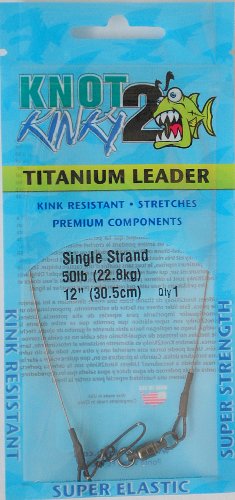 KNOT
2
KINKY
TITANIUM LEADER
KINK RESISTANT • STRETCHES
PREMIUM COMPONENTS
Single Strand
50lb (22.8kg)
12" (30.5cm) Qty 1
KINK RESISTANT
SUPER STRENGTH
SUPER ELASTIC